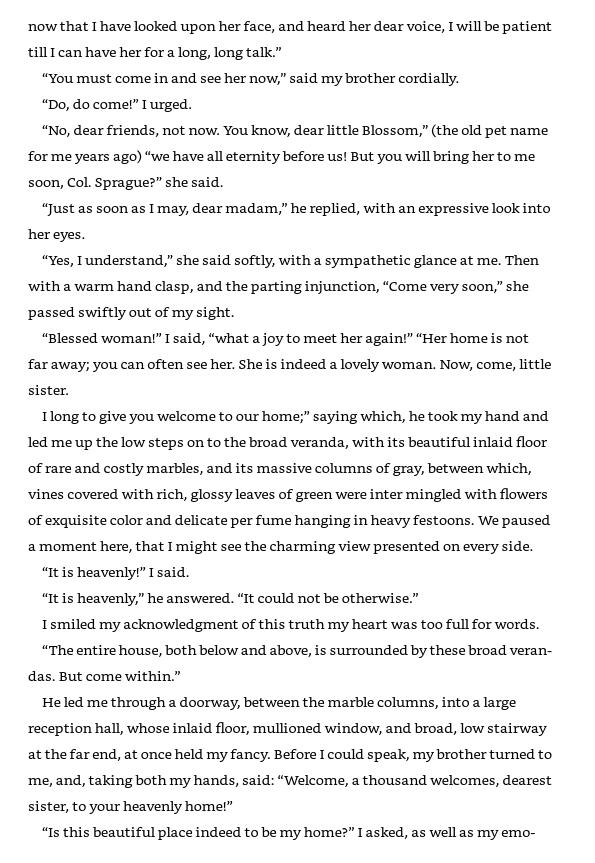 now that I have looked upon her face, and heard her dear voice, I will be patient
till I can have her for a long, long talk.”
“You must come in and see her now,” said my brother cordially.
“Do, do come!” I urged.
“No, dear friends, not now. You know, dear little Blossom,” (the old pet name
for me years ago) “we have all eternity before us! But you will bring her to me
soon, Col. Sprague?” she said.
“Just as soon as I may, dear madam,” he replied, with an expressive look into
her eyes.
“Yes, I understand,” she said softly, with a sympathetic glance at me. Then
with a warm hand clasp, and the parting injunction, “Come very soon,” she
passed swiftly out of my sight.
“Blessed woman!” I said, “what a joy to meet her again!” “Her home is not
far away; you can often see her. She is indeed a lovely woman. Now, come, little
sister.
I long to give you welcome to our home;” saying which, he took my hand and
led me up the low steps on to the broad veranda, with its beautiful inlaid floor
of rare and costly marbles, and its massive columns of gray, between which,
vines covered with rich, glossy leaves of green were inter mingled with flowers
of exquisite color and delicate per fume hanging in heavy festoons. We paused
a moment here, that I might see the charming view presented on every side.
“It is heavenly!” I said.
“It is heavenly,” he answered. “It could not be otherwise.”
I smiled my acknowledgment of this truth my heart was too full for words.
“The entire house, both below and above, is surrounded by these broad veran-
das. But come within.”
He led me through a doorway, between the marble columns, into a large
reception hall, whose inlaid floor, mullioned window, and broad, low stairway
at the far end, at once held my fancy. Before I could speak, my brother turned to
me, and, taking both my hands, said: “Welcome, a thousand welcomes, dearest
sister, to your heavenly home!”
“Is this beautiful place indeed to be my home?” I asked, as well as my emo-